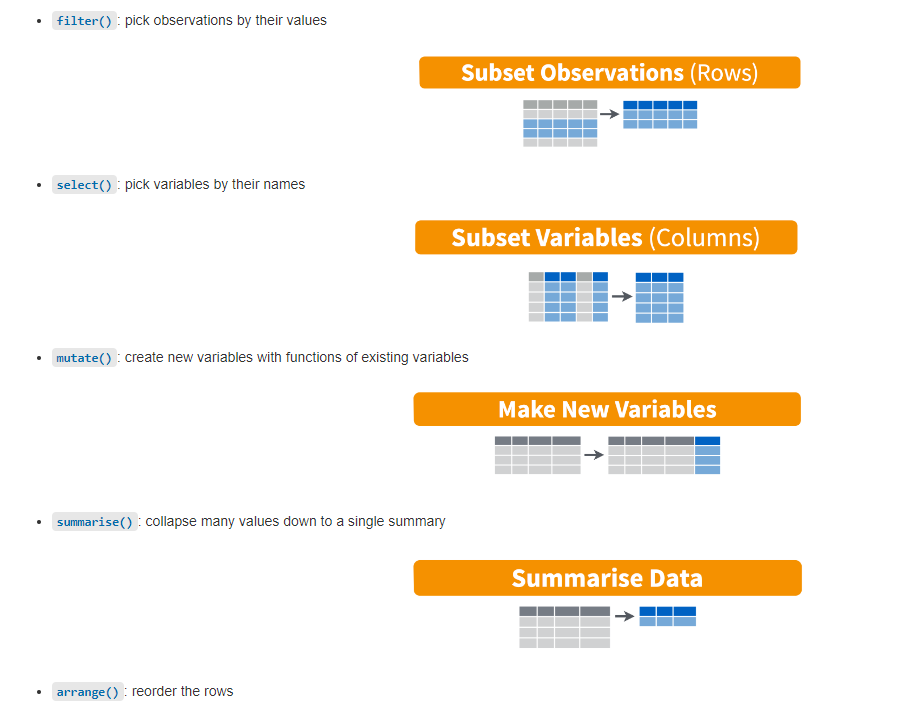 filter(): pick observations by their values
Subset Observations (Rows)
select(): pick variables by their names
Subset Variables (Columns)
mutate(): create new variables with functions of existing variables
Make New Variables
summarise(): collapse many values down to a single summary
Summarise Data
arrange(): reorder the rows